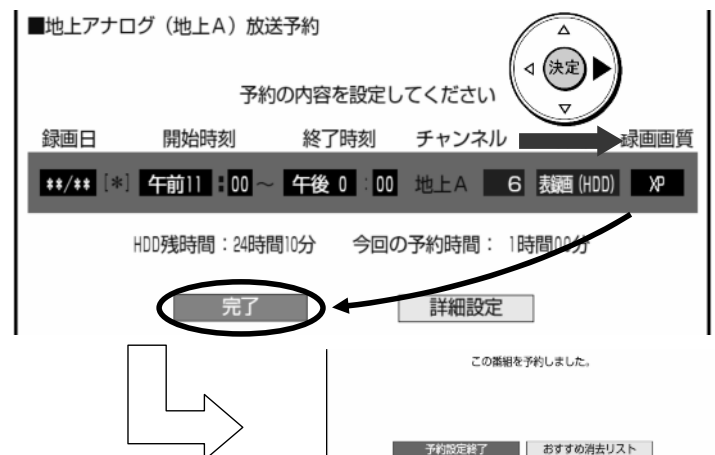 ■地上アナログ（地上A）放送予約
決定
予約の内容を設定してください
録画日 開始時刻 終了時刻 チャンネル 録画画質
**/** [*] 午前11：00～ 午後 0：00 地上A 6 表録画(HDD) XP
HDD残時間：24時間10分 今回の予約時間： 1時間00分
完了 詳細設定
この番組を予約しました。
予約設定終了 おすすめ消去リスト